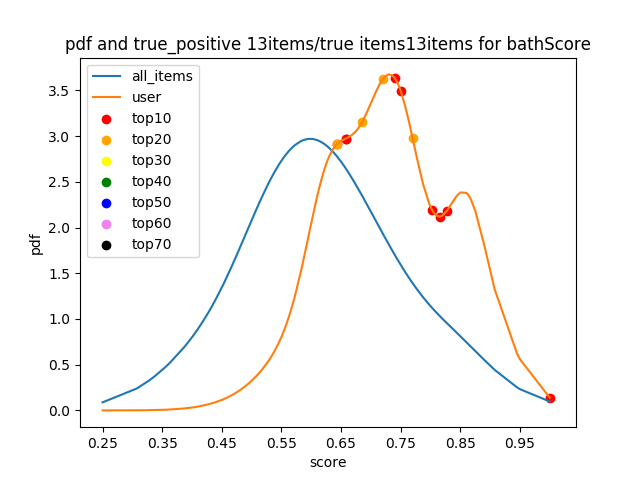 pdf and true_positive 13items/true items13items for bathScore
all_items
user
top10
top20
top30
top40
top50
top60
top70
pdf
3.5
3.0
2.5
2.0
1.5
1.0
0.5
0.0
0.25 0.35 0.45 0.55 0.65 0.75 0.85 0.95
score